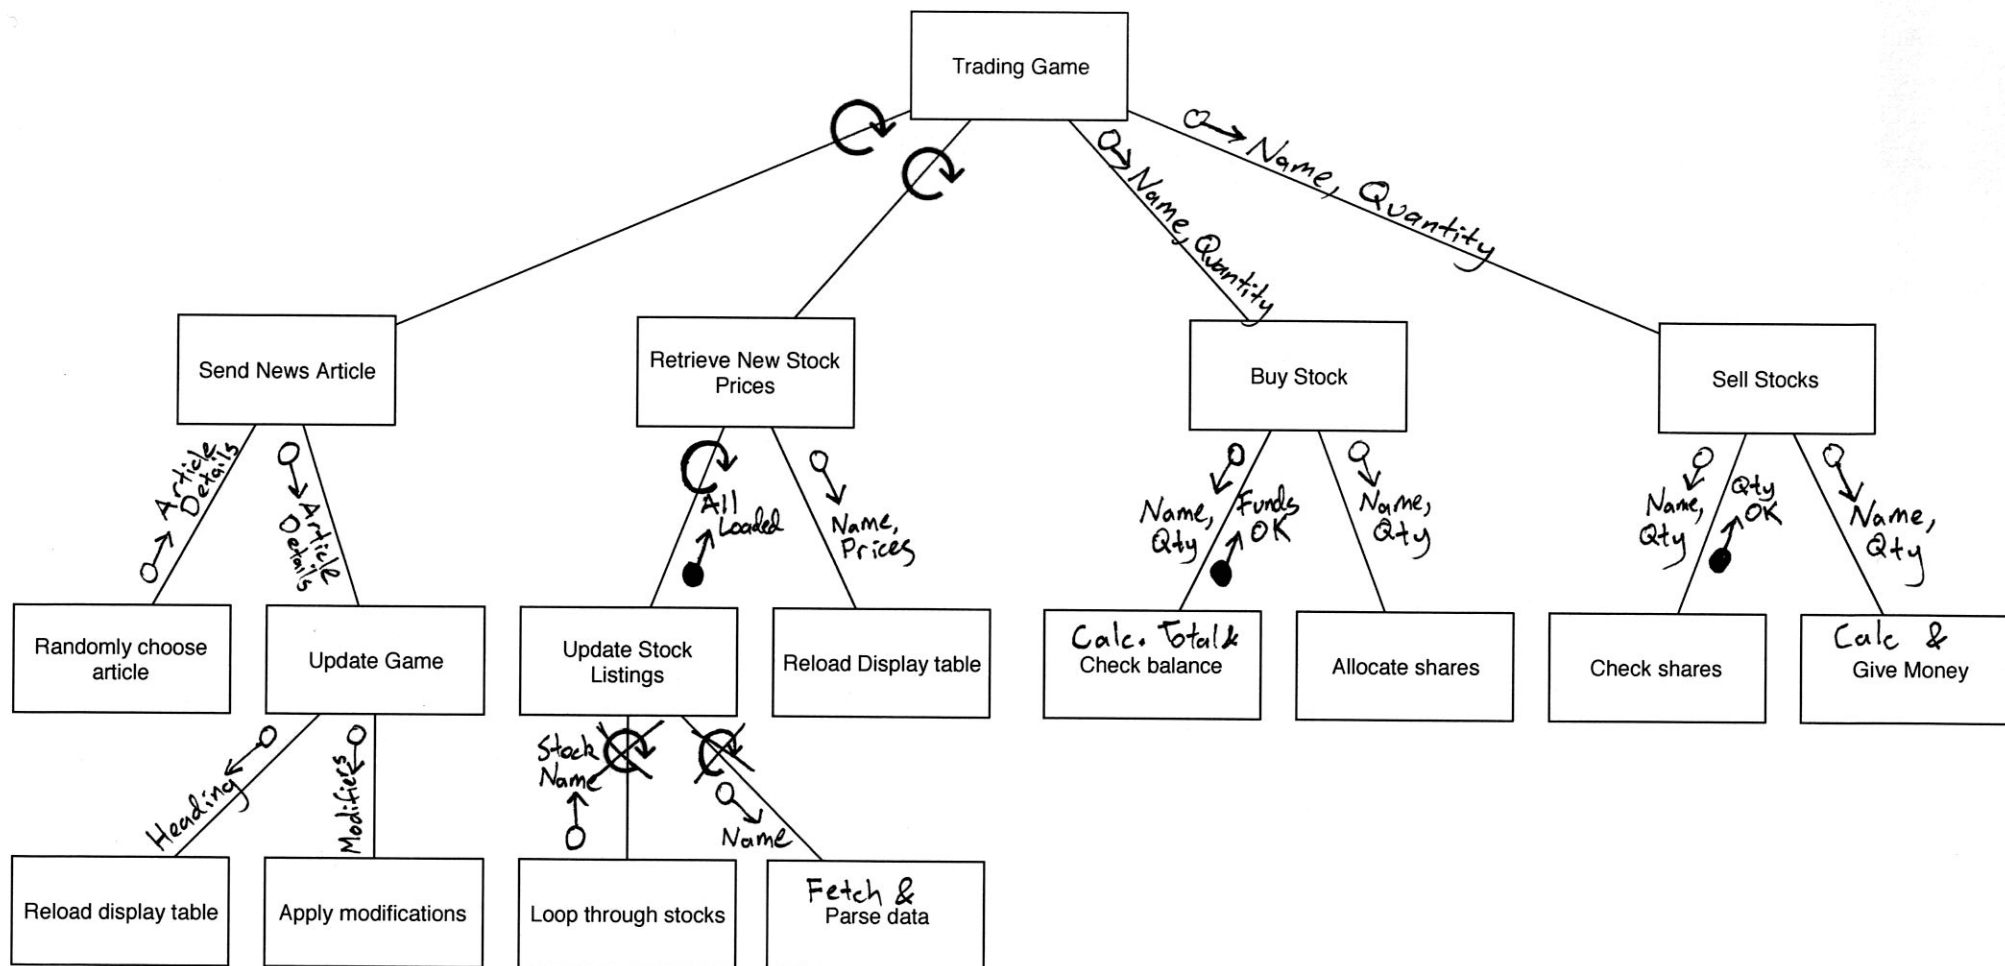 Trading Game
Name, Quantity
Name, Quantity
Send News Article
Retrieve New Stock
Prices
Buy Stock
Sell Stocks
Article
Details
Article
Details
All
Loaded
Name,
Prices
Name,
Qty
Funds
OK
Name,
Qty
Name,
Qty
Qty
OK
Name,
Qty
Randomly choose
article
Update Game
Update Stock
Listings
Reload Display table
Calc. Total &
Check balance
Allocate shares
Check shares
Calc &
Give Money
Heading
Modifiers
Stock
Name
Name
Reload display table
Apply modifications
Loop through stocks
Fetch &
Parse data